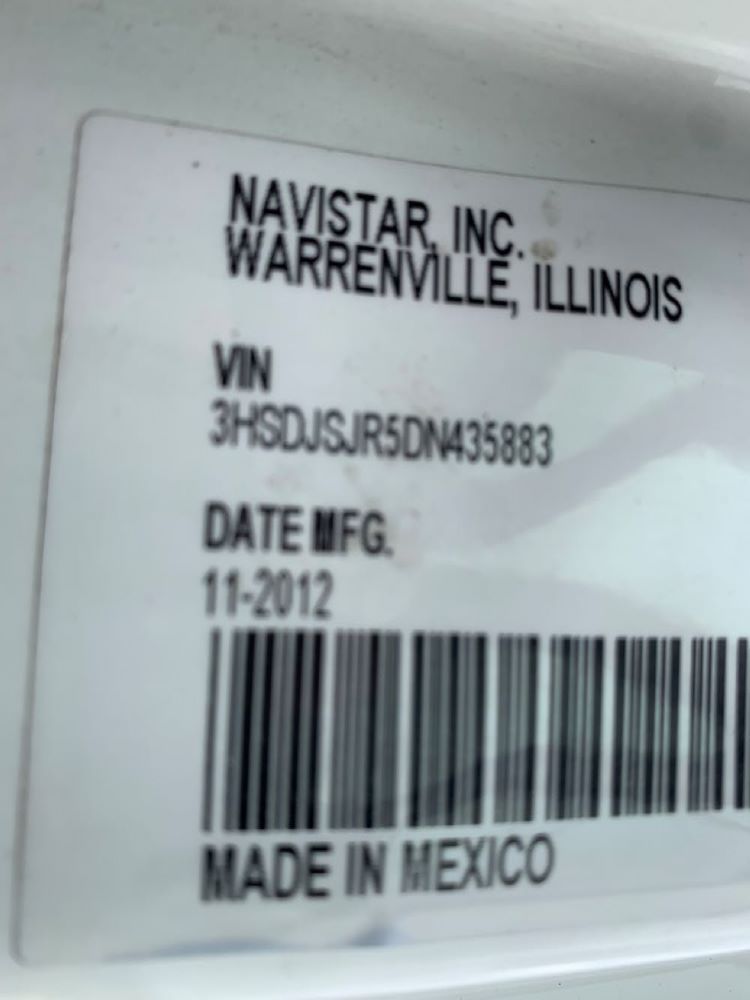 NAVISTAR, INC.
WARRENVILLE, ILLINOIS
VIN
3HSDJSJR5DN435883
DATE MFG.
11-2012
MADE IN MEXICO